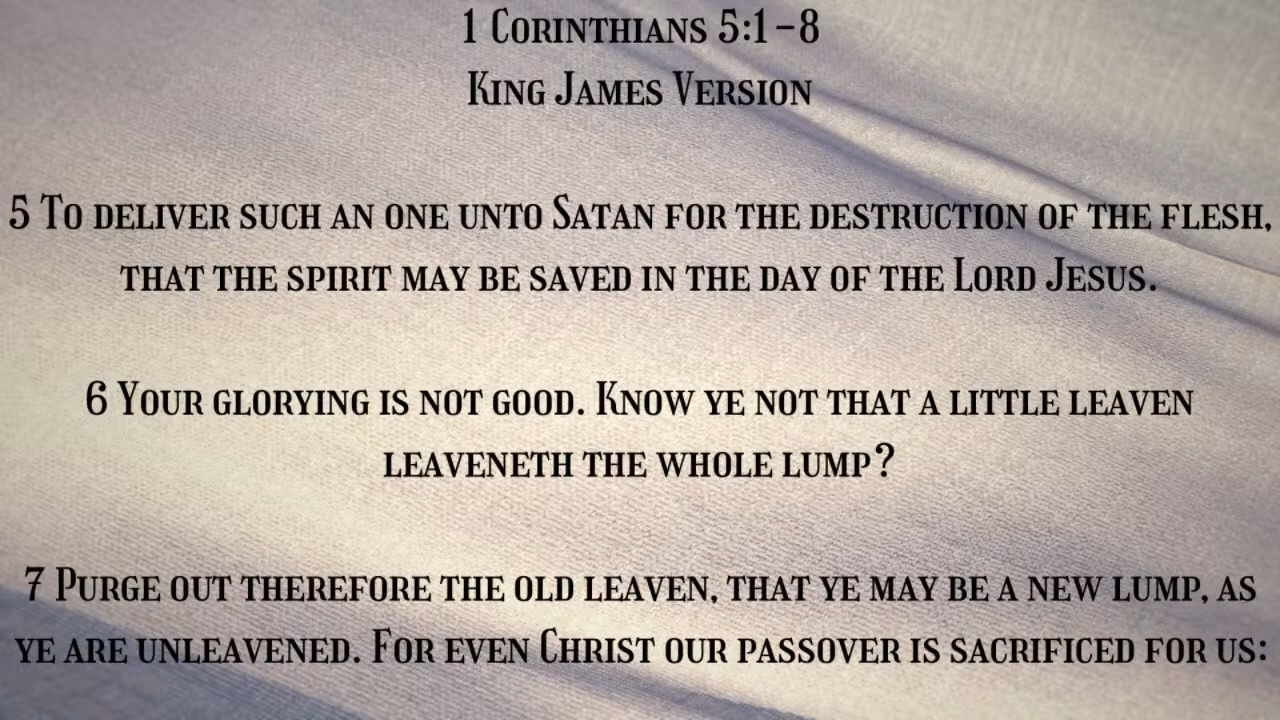 1 Corinthians 5:1-8
King James Version
5 To deliver such an one unto Satan for the destruction of the flesh,
that the spirit may be saved in the day of the Lord Jesus.
6 Your glorying is not good. Know ye not that a little leaven
leaveneth the whole lump?
7 Purge out therefore the old leaven, that ye may be a new lump, as
ye are unleavened. For even Christ our passover is sacrificed for us: